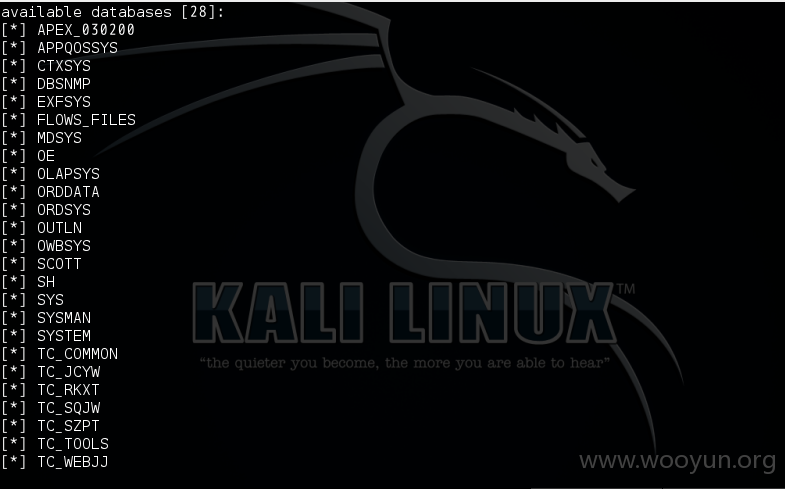 available databases [28]:
[*] APEX_030200
[*] APPQOSSYS
[*] CTXSYS
[*] DBSNMP
[*] EXFSYS
[*] FLOWS_FILES
[*] MDSYS
[*] OE
[*] OLAPSYS
[*] ORDDATA
[*] ORDSYS
[*] OUTLN
[*] OWBSYS
[*] SCOTT
[*] SH
[*] SYS
[*] SYSMAN
[*] SYSTEM
[*] TC_COMMON
[*] TC_JCYW
[*] TC_RKXT
[*] TC_SQJW
[*] TC_SZPT
[*] TC_TOOLS
[*] TC_WEBJJ
KALI LINUX™
“the quieter you become, the more you are able to hear”
www.wooyun.org